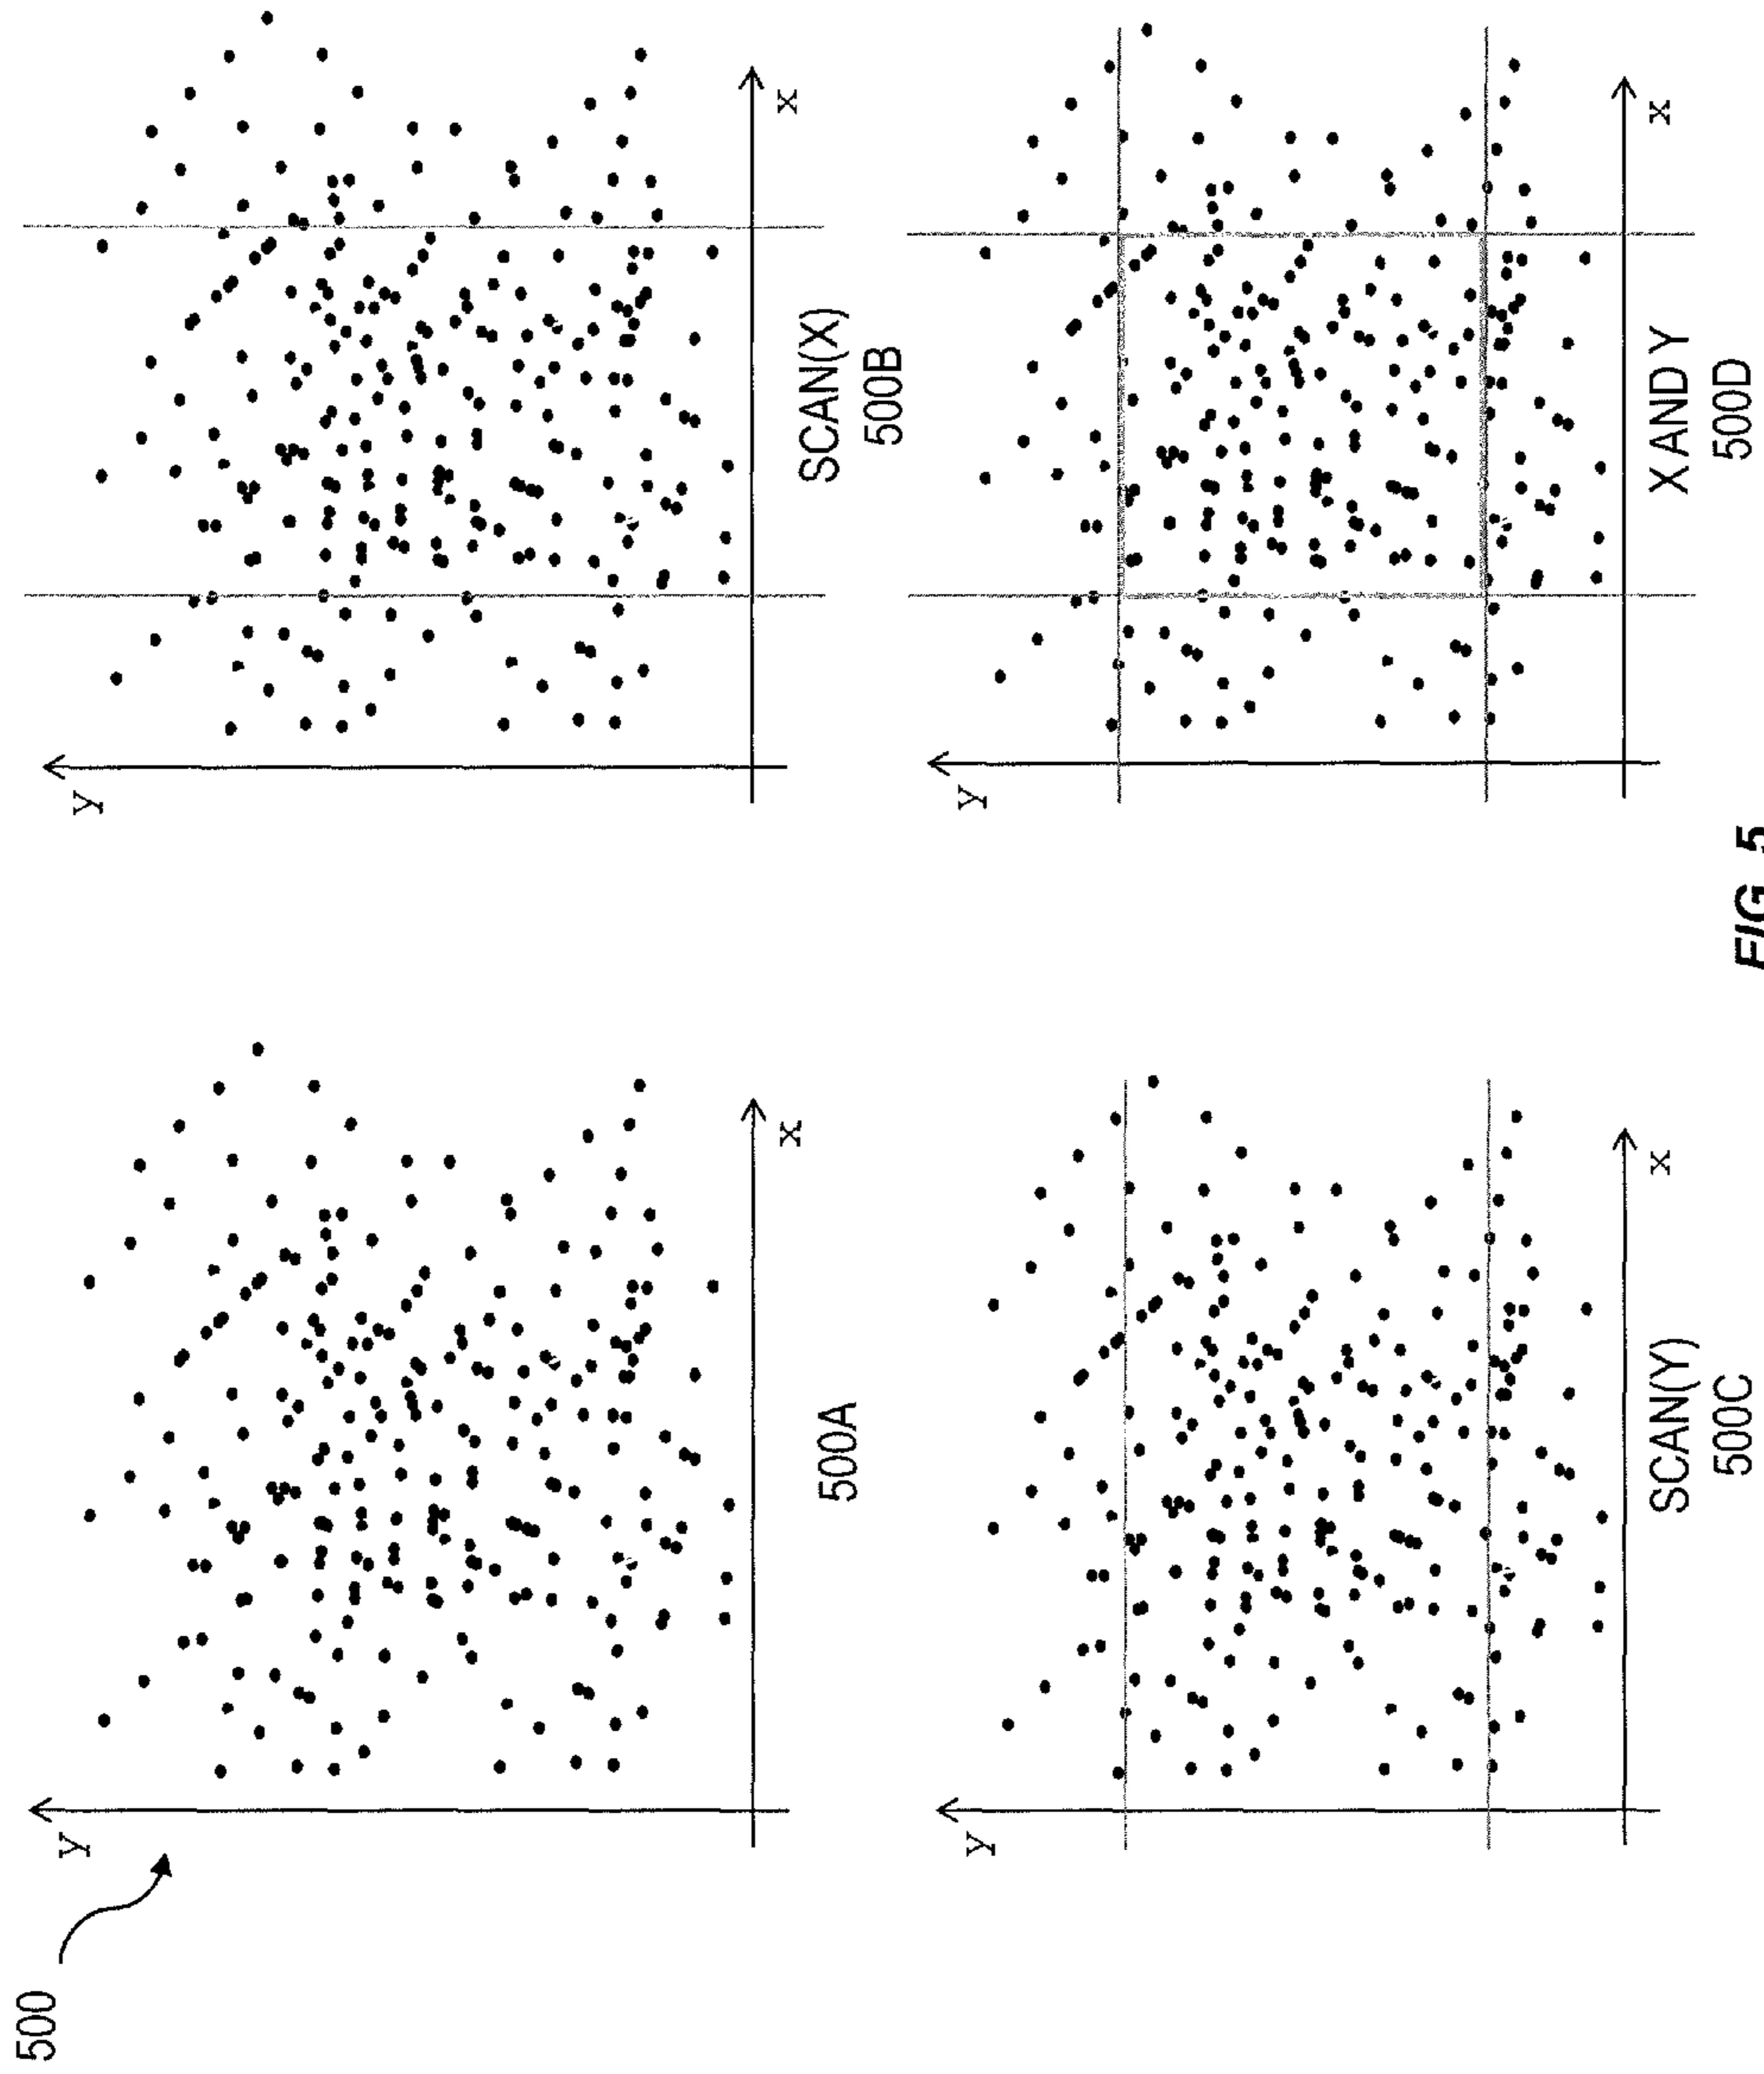 500
Y
x
500A
Y
x
SCAN(X)
500B
Y
x
SCAN(Y)
500C
Y
x
X AND Y
500D
FIG. 5